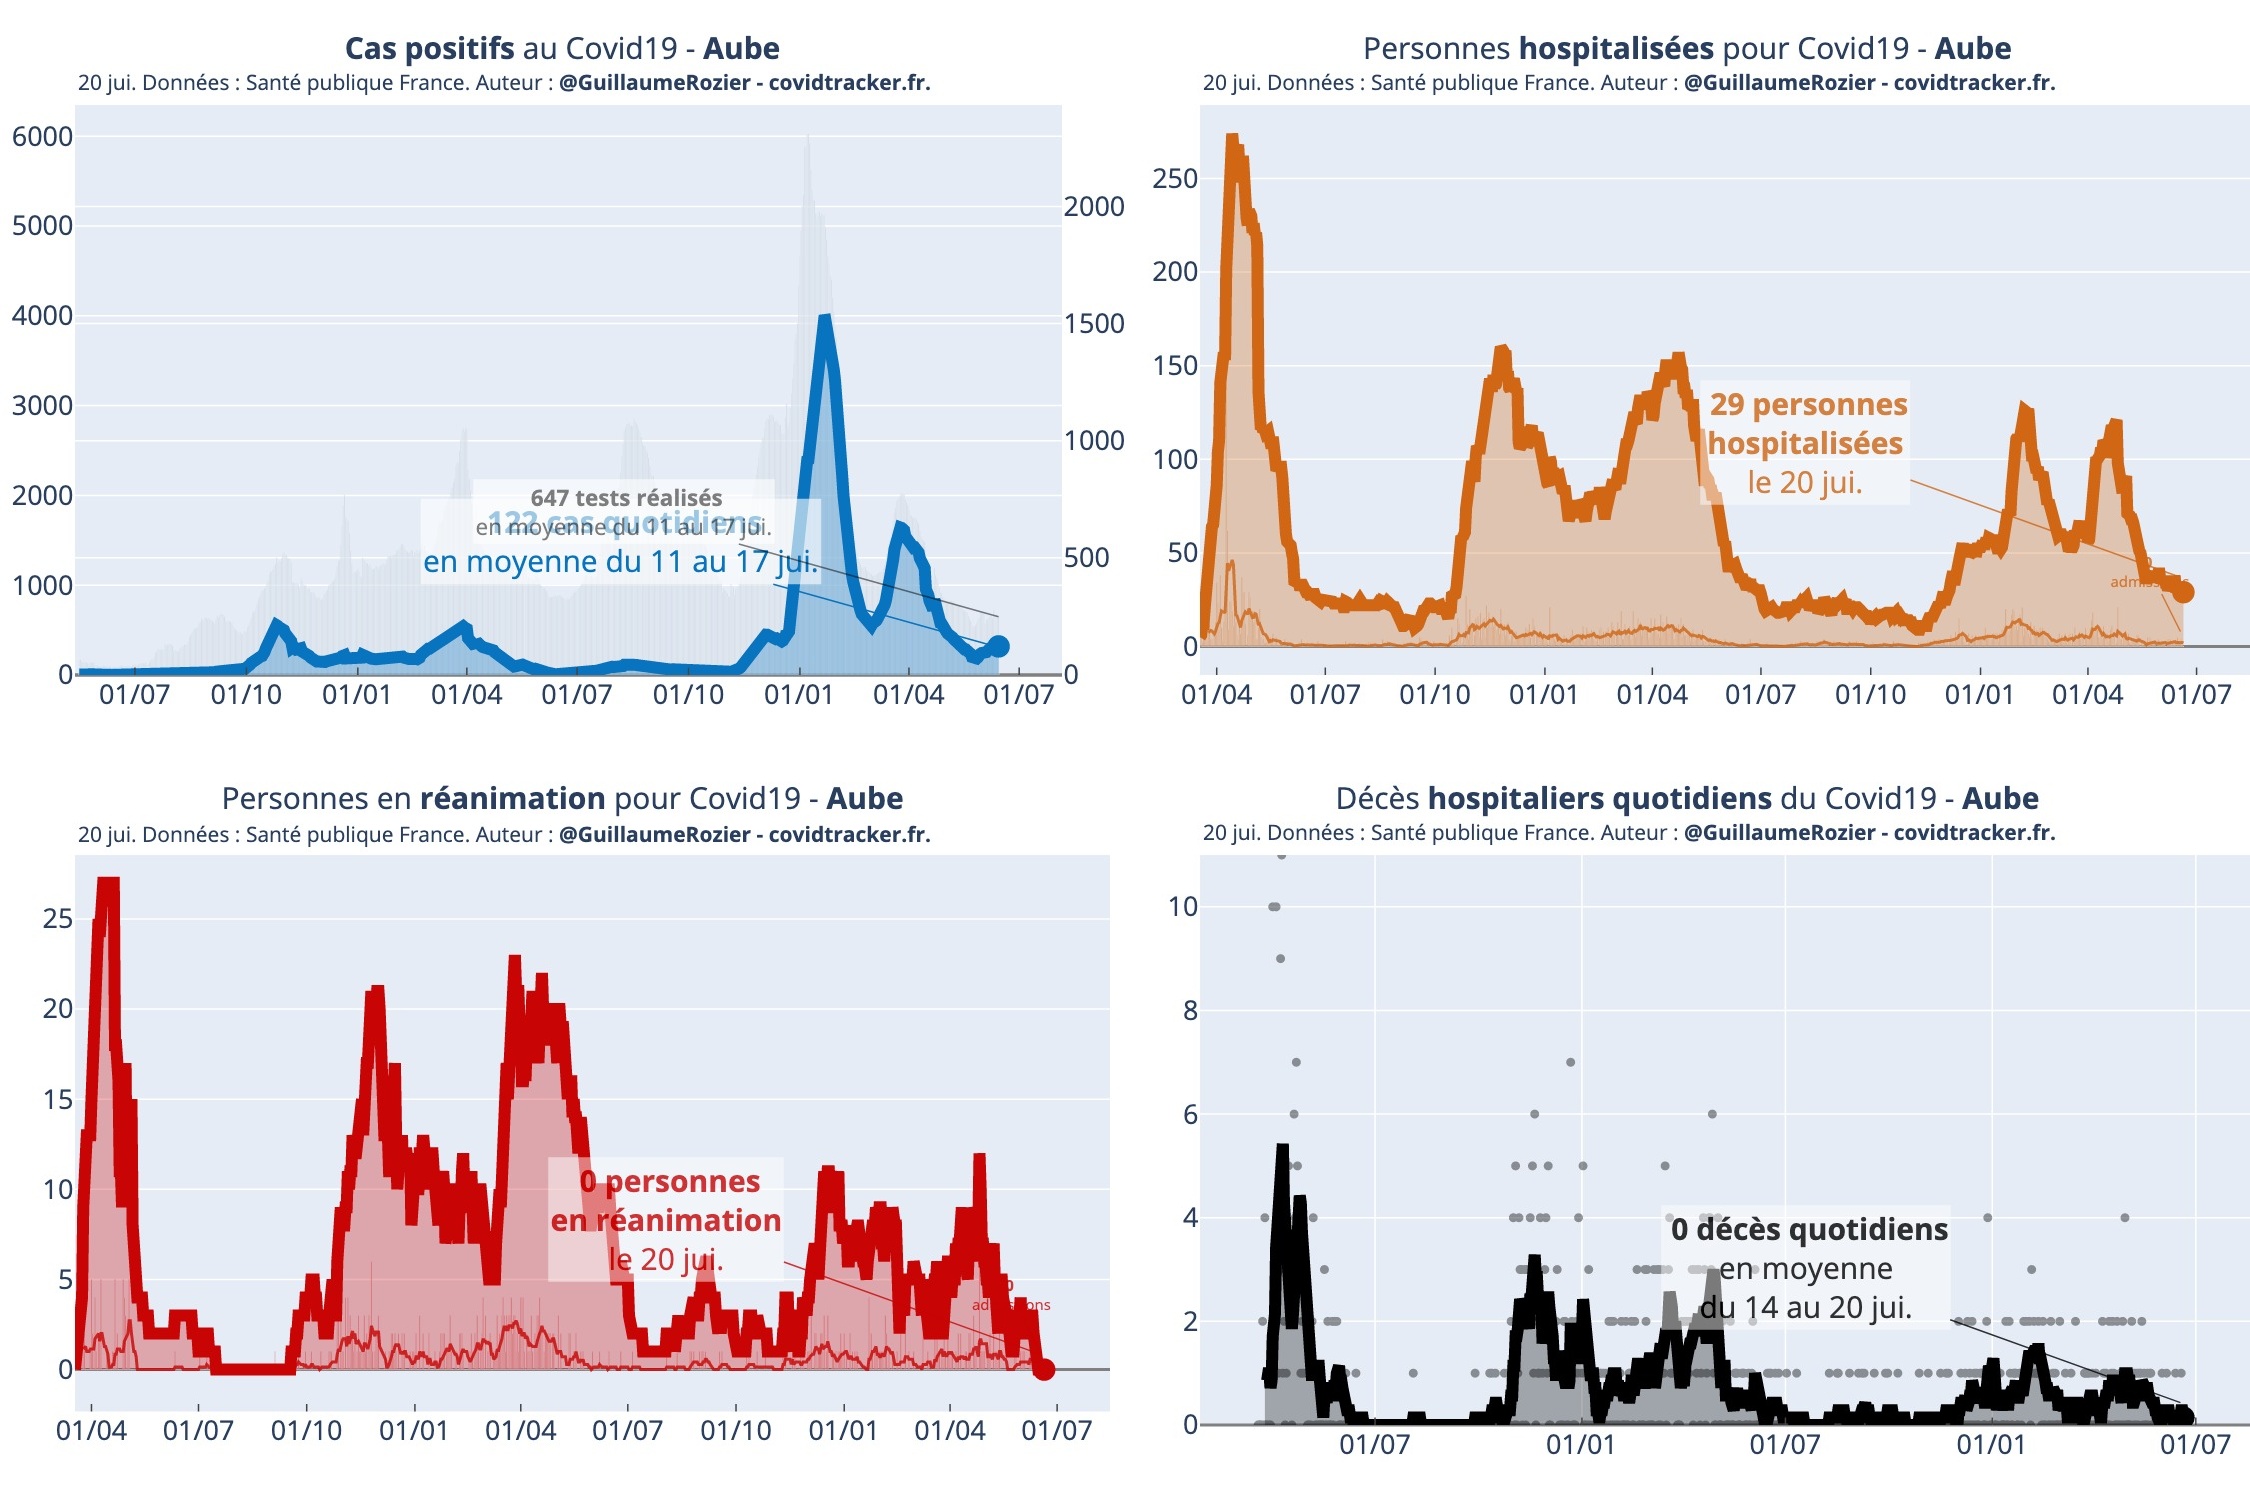 Cas positifs au Covid19 - Aube
20 jui. Données : Santé publique France. Auteur : @GuillaumeRozier - covidtracker.fr.
6000
5000
4000
3000
2000
1000
0
2000
1500
1000
500
0
647 tests réalisés
en moyenne du 11 au 17 jui.
122 cas quotidiens
en moyenne du 11 au 17 jui.
01/07 01/10 01/01 01/04 01/07 01/10 01/01 01/04 01/07
Personnes hospitalisées pour Covid19 - Aube
20 jui. Données : Santé publique France. Auteur : @GuillaumeRozier - covidtracker.fr.
250
200
150
100
50
0
29 personnes
hospitalisées
le 20 jui.
01/04 01/07 01/10 01/01 01/04 01/07 01/10 01/01 01/04 01/07
Personnes en réanimation pour Covid19 - Aube
20 jui. Données : Santé publique France. Auteur : @GuillaumeRozier - covidtracker.fr.
25
20
15
10
5
0
0 personnes
en réanimation
le 20 jui.
0
admissions
01/04 01/07 01/10 01/01 01/04 01/07 01/10 01/01 01/04 01/07
Décès hospitaliers quotidiens du Covid19 - Aube
20 jui. Données : Santé publique France. Auteur : @GuillaumeRozier - covidtracker.fr.
10
8
6
4
2
0
0 décès quotidiens
en moyenne
du 14 au 20 jui.
01/07 01/01 01/07 01/01 01/07